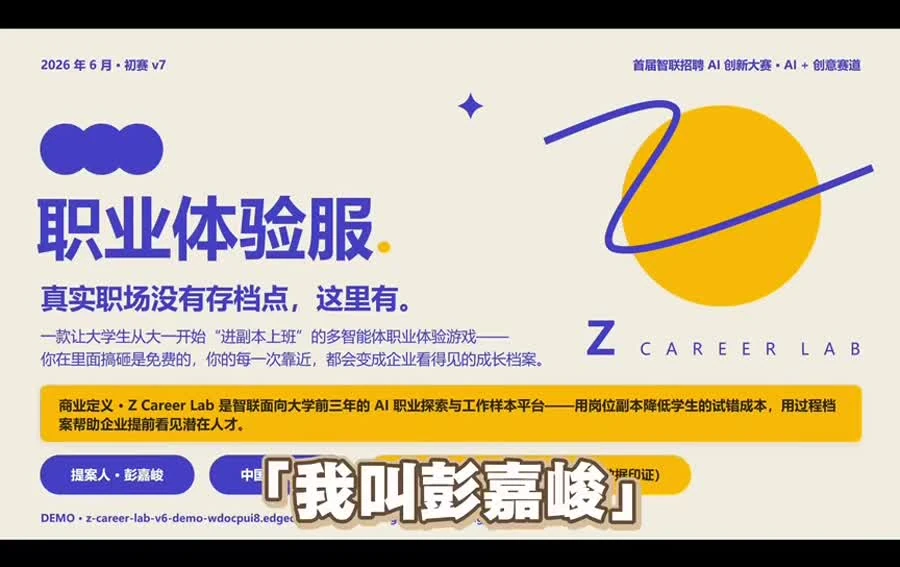 2026 年 6 月 · 初赛 v7
首届智联招聘 AI 创新大赛 · AI + 创意赛道
职业体验服.
真实职场没有存档点，这里有。
一款让大学生从大一开始“进副本上班”的多智能体职业体验游戏——
你在里面搞砸是免费的，你的每一次靠近，都会变成企业看得见的成长档案。
Z CAREER LAB
商业定义 · Z Career Lab 是智联面向大学前三年的 AI 职业探索与工作样本平台——用岗位副本降低学生的试错成本，用过程档
案帮助企业提前看见潜在人才。
提案人 · 彭嘉峻
中国
数据印证）
「我叫彭嘉峻」
DEMO · z-career-lab-v6-demo-wdocpui8.edge